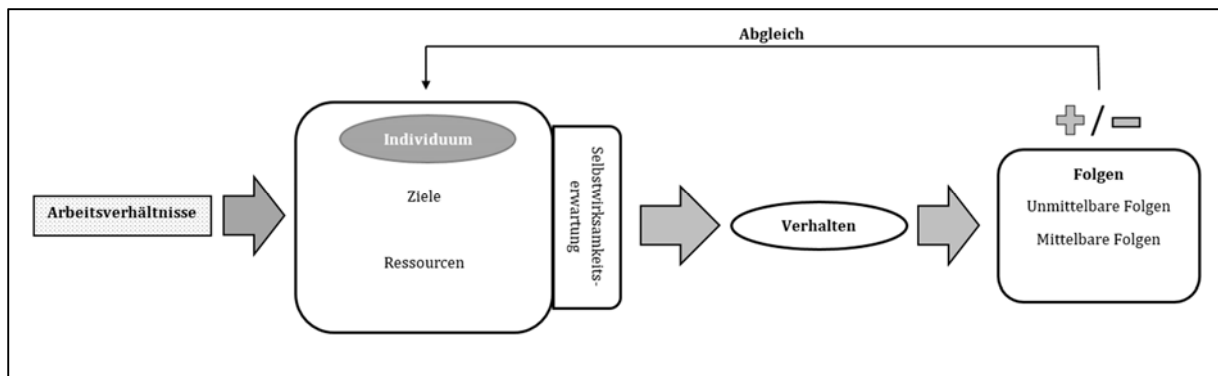 Abgleich
Individuum
Ziele
Ressourcen
Selbstwirksamkeits-
erwartung
Arbeitsverhältnisse
Verhalten
+ / -
Folgen
Unmittelbare Folgen
Mittelbare Folgen